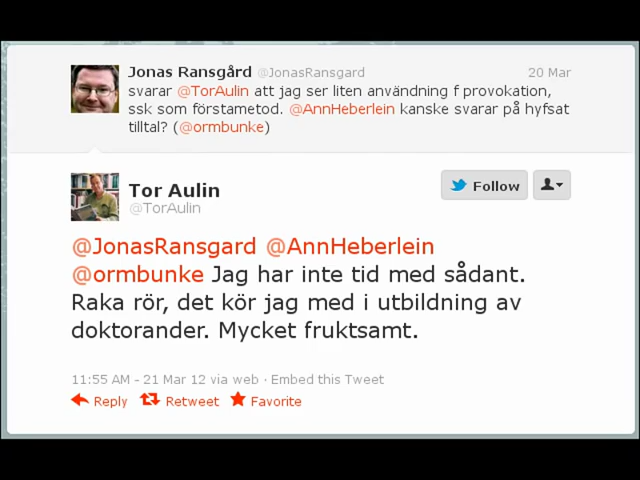 Jonas Ransgård @JonasRansgard 20 Mar
svarar @TorAulin att jag ser liten användning f provokation,
ssk som förstametod. @AnnHeberlein kanske svarar på hyfsat
tilltal? (@ormbunke)
Tor Aulin
@TorAulin
Follow
@JonasRansgard @AnnHeberlein
@ormbunke Jag har inte tid med sådant.
Raka rör, det kör jag med i utbildning av
doktorander. Mycket fruktsamt.
11:55 AM - 21 Mar 12 via web · Embed this Tweet
Reply Retweet Favorite